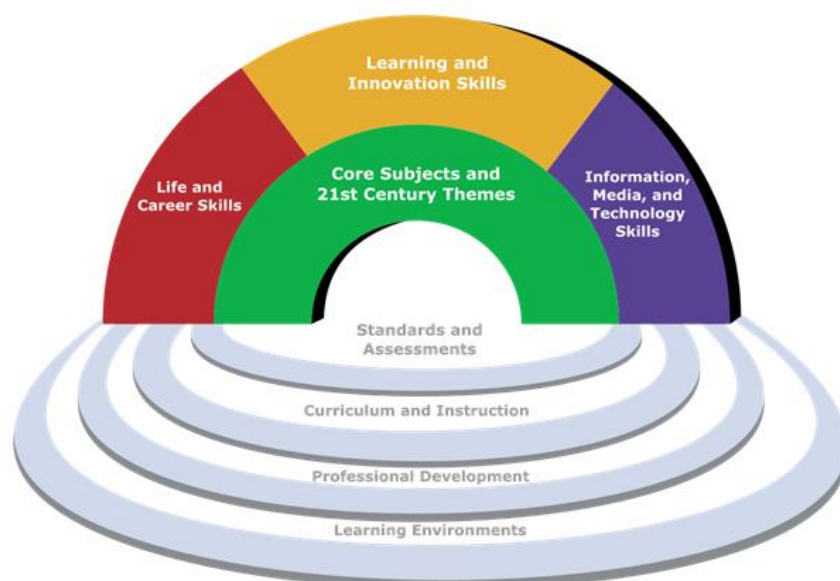 Learning and
Innovation Skills
Life and
Career Skills
Core Subjects and
21st Century Themes
Information,
Media, and
Technology
Skills
Standards and
Assessments
Curriculum and Instruction
Professional Development
Learning Environments